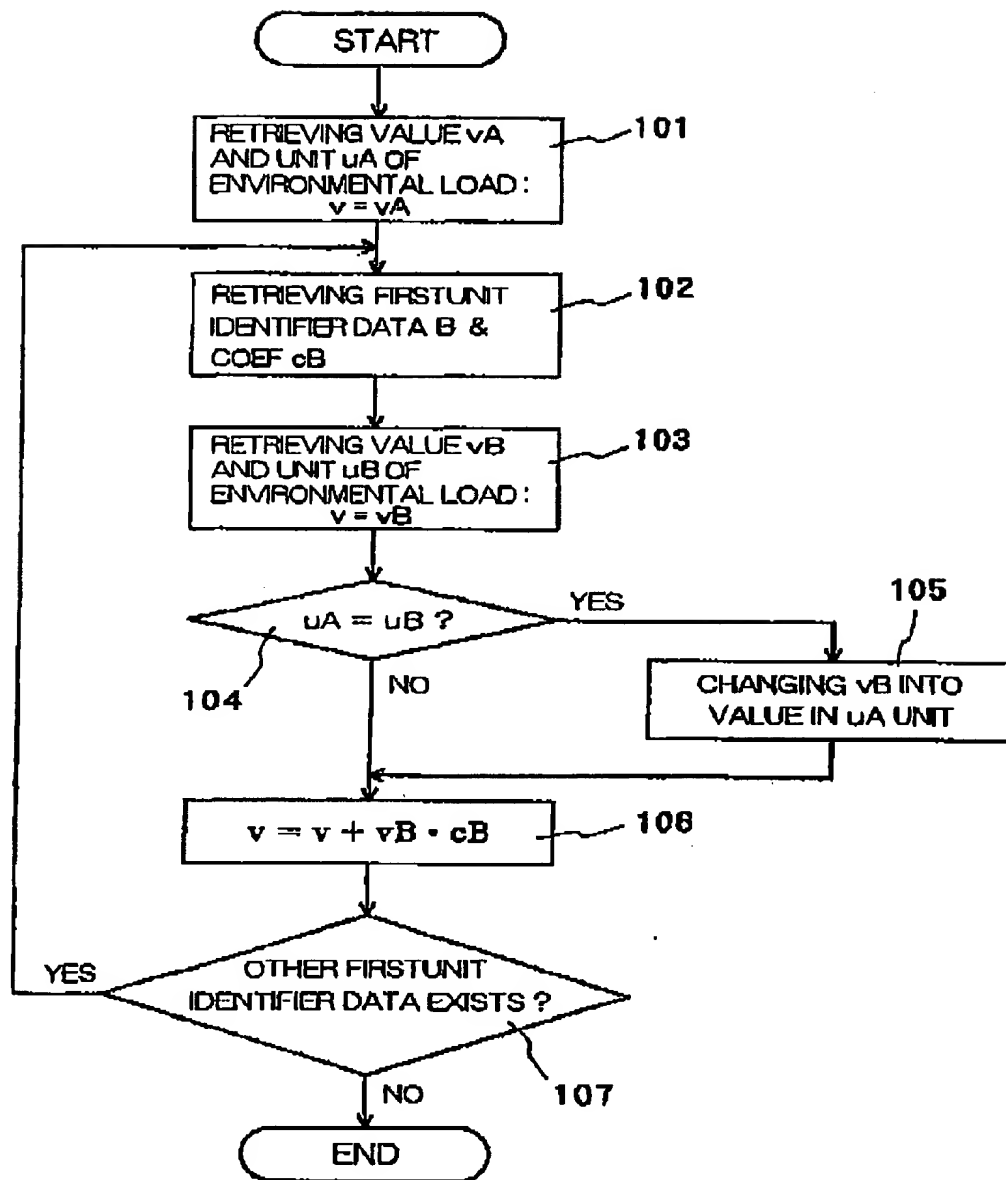 START
RETRIEVING VALUE vA
AND UNIT uA OF
ENVIRONMENTAL LOAD :
v = vA
101
RETRIEVING FIRSTUNIT
IDENTIFIER DATA B &
COEF cB
102
RETRIEVING VALUE vB
AND UNIT uB OF
ENVIRONMENTAL LOAD :
v = vB
103
uA = uB ?
YES
104
NO
105
CHANGING vB INTO
VALUE IN uA UNIT
v = v + vB · cB
106
YES
OTHER FIRSTUNIT
IDENTIFIER DATA EXISTS ?
107
NO
END